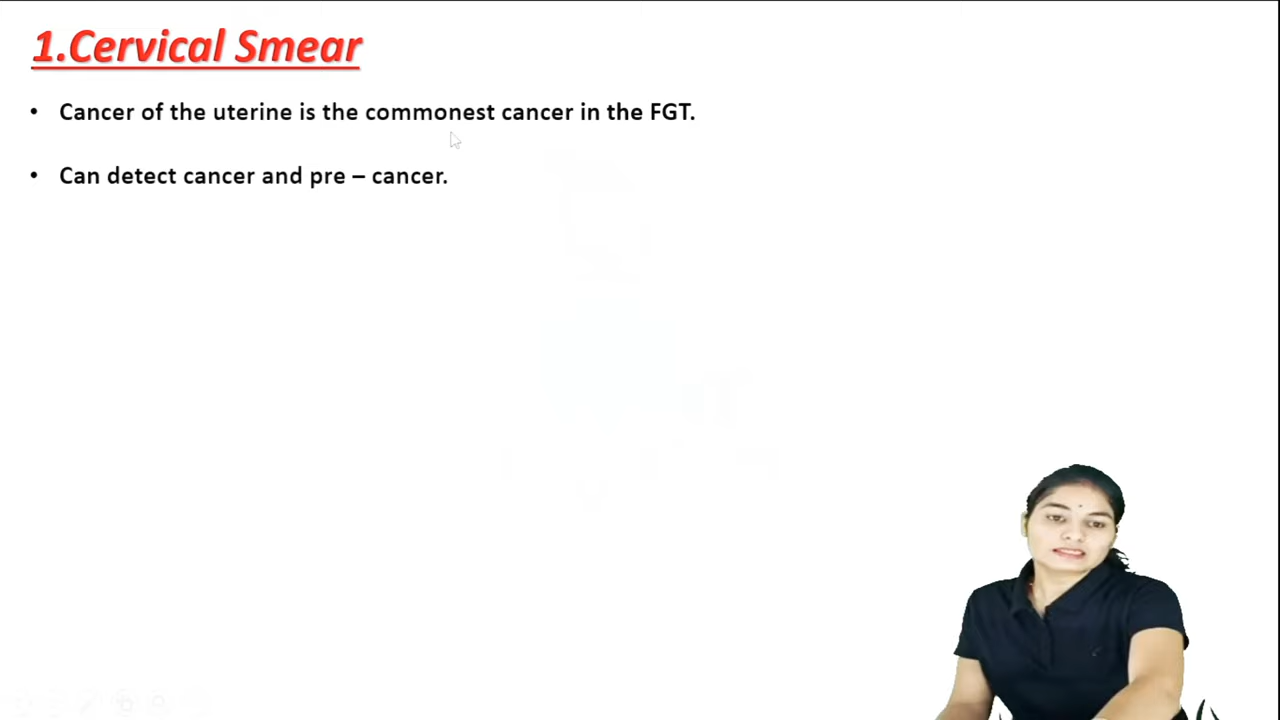 1.Cervical Smear
• Cancer of the uterine is the commonest cancer in the FGT.
• Can detect cancer and pre – cancer.